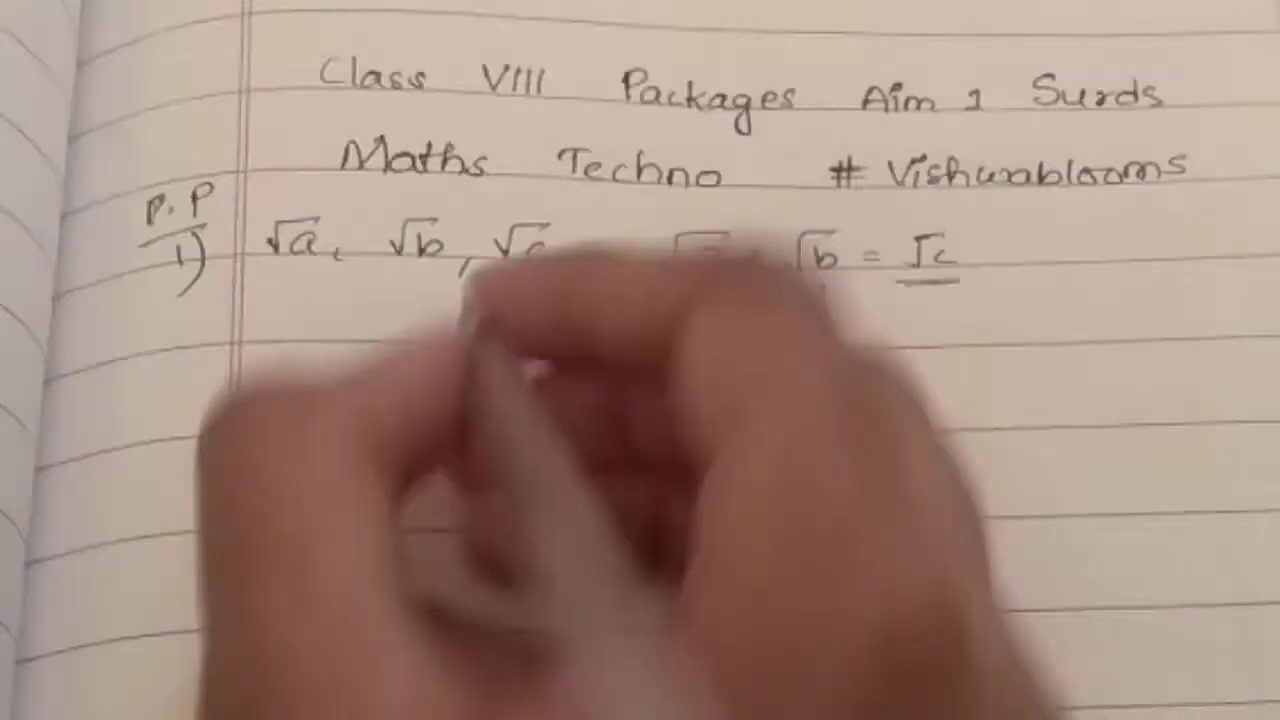 Class VIII Packages Aim 1 Surds
Maths Techno # Vishwablooms
P.P
1) √a, √b, √c √b = √c